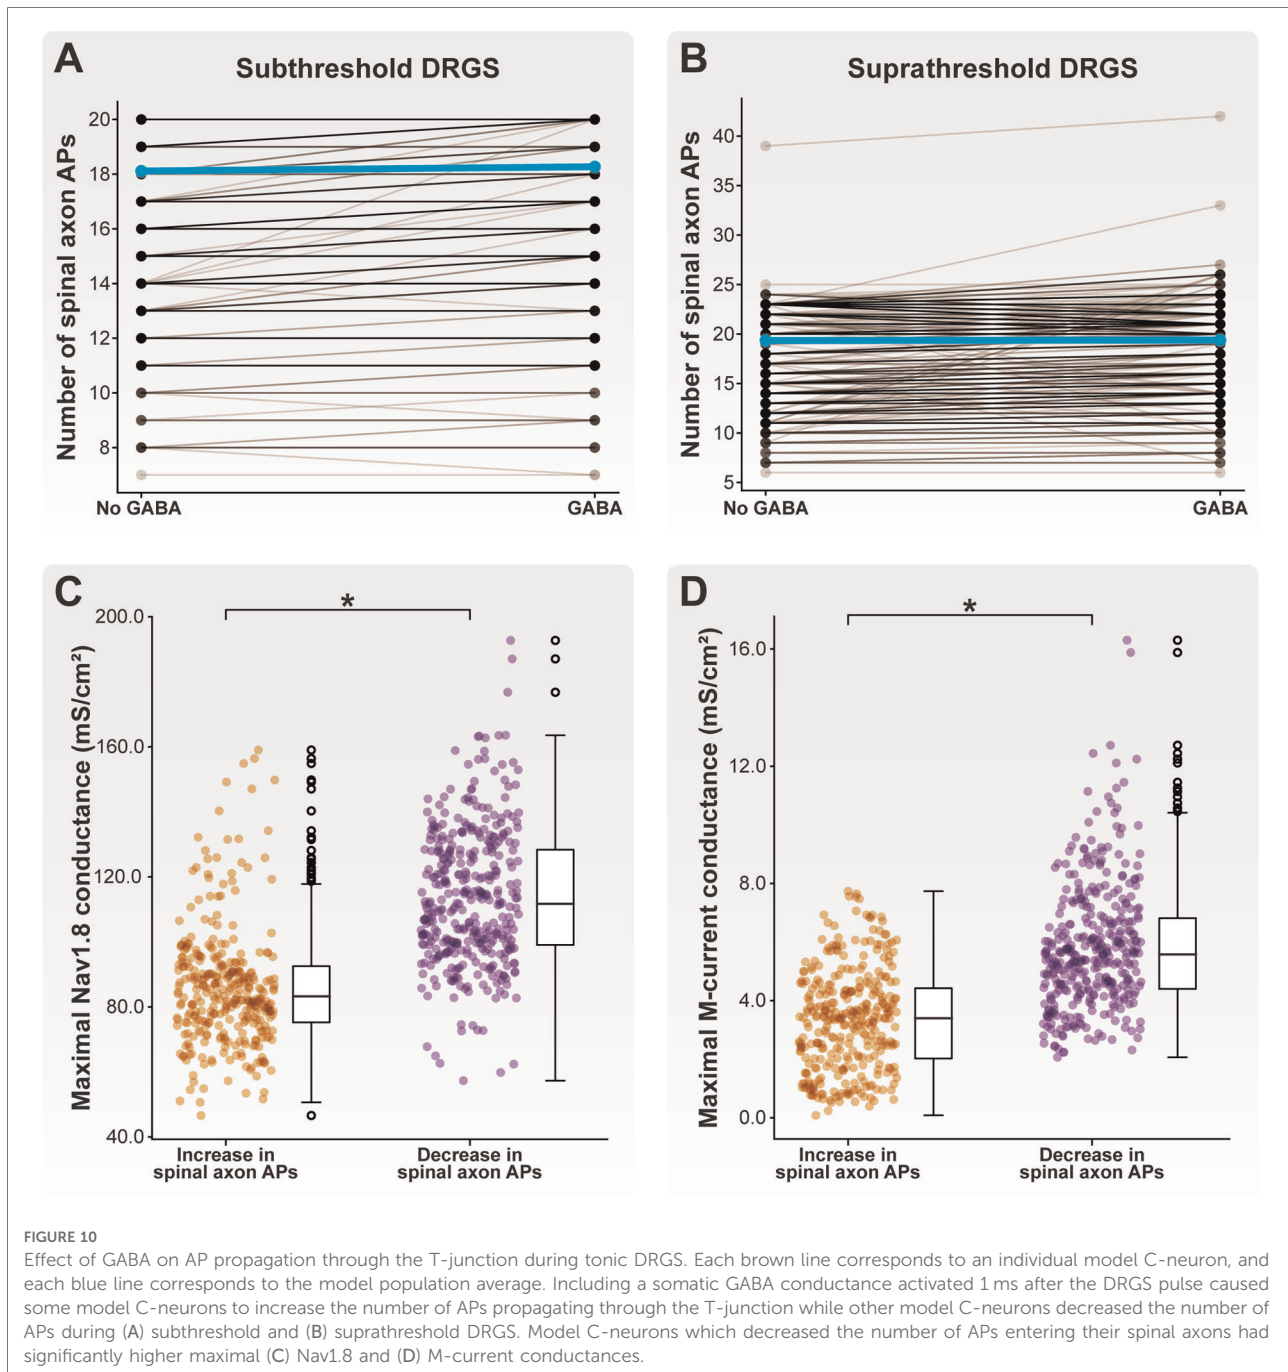 A
Subthreshold DRGS
Number of spinal axon APs
20
18
16
14
12
10
8
No GABA
GABA
B
Suprathreshold DRGS
Number of spinal axon APs
40
35
30
25
20
15
10
5
No GABA
GABA
C
*
Maximal Nav1.8 conductance (mS/cm²)
200.0
160.0
120.0
80.0
40.0
Increase in
spinal axon APs
Decrease in
spinal axon APs
D
*
Maximal M-current conductance (mS/cm²)
16.0
12.0
8.0
4.0
0.0
Increase in
spinal axon APs
Decrease in
spinal axon APs
FIGURE 10
Effect of GABA on AP propagation through the T-junction during tonic DRGS. Each brown line corresponds to an individual model C-neuron, and
each blue line corresponds to the model population average. Including a somatic GABA conductance activated 1 ms after the DRGS pulse caused
some model C-neurons to increase the number of APs propagating through the T-junction while other model C-neurons decreased the number of
APs during (A) subthreshold and (B) suprathreshold DRGS. Model C-neurons which decreased the number of APs entering their spinal axons had
significantly higher maximal (C) Nav1.8 and (D) M-current conductances.